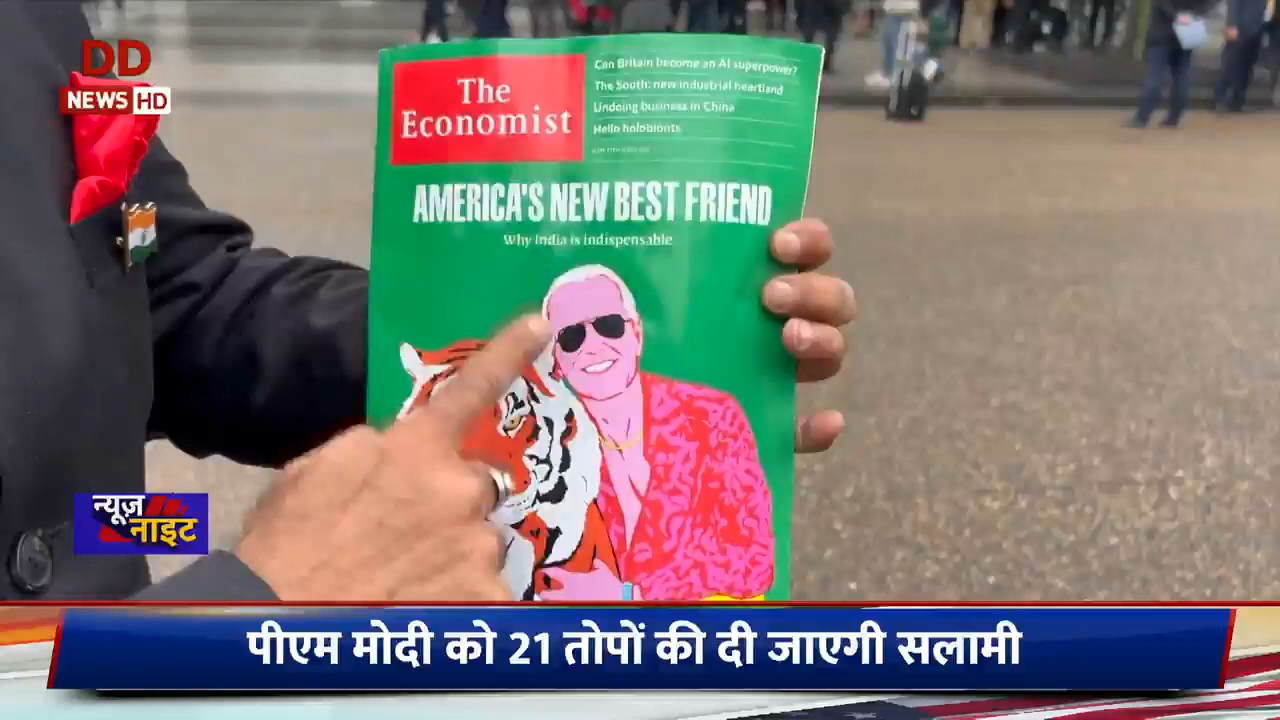 DD
NEWS HD
The
Economist
Can Britain become an AI superpower?
The South: new industrial heartland
Undoing business in China
Hello holobionts
AMERICA'S NEW BEST FRIEND
Why India is indispensable
न्यूज़
नाइट
पीएम मोदी को 21 तोपों की दी जाएगी सलामी